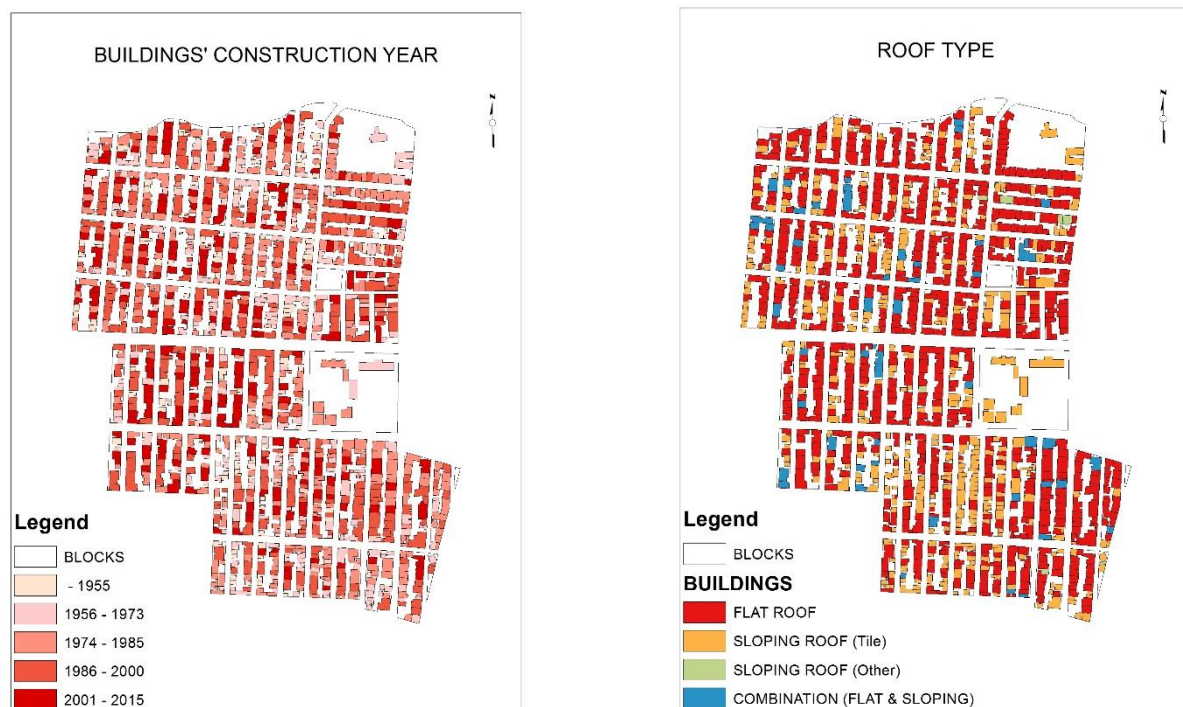 BUILDINGS' CONSTRUCTION YEAR
N
Legend
BLOCKS
- 1955
1956 - 1973
1974 - 1985
1986 - 2000
2001 - 2015
ROOF TYPE
N
Legend
BLOCKS
BUILDINGS
FLAT ROOF
SLOPING ROOF (Tile)
SLOPING ROOF (Other)
COMBINATION (FLAT & SLOPING)